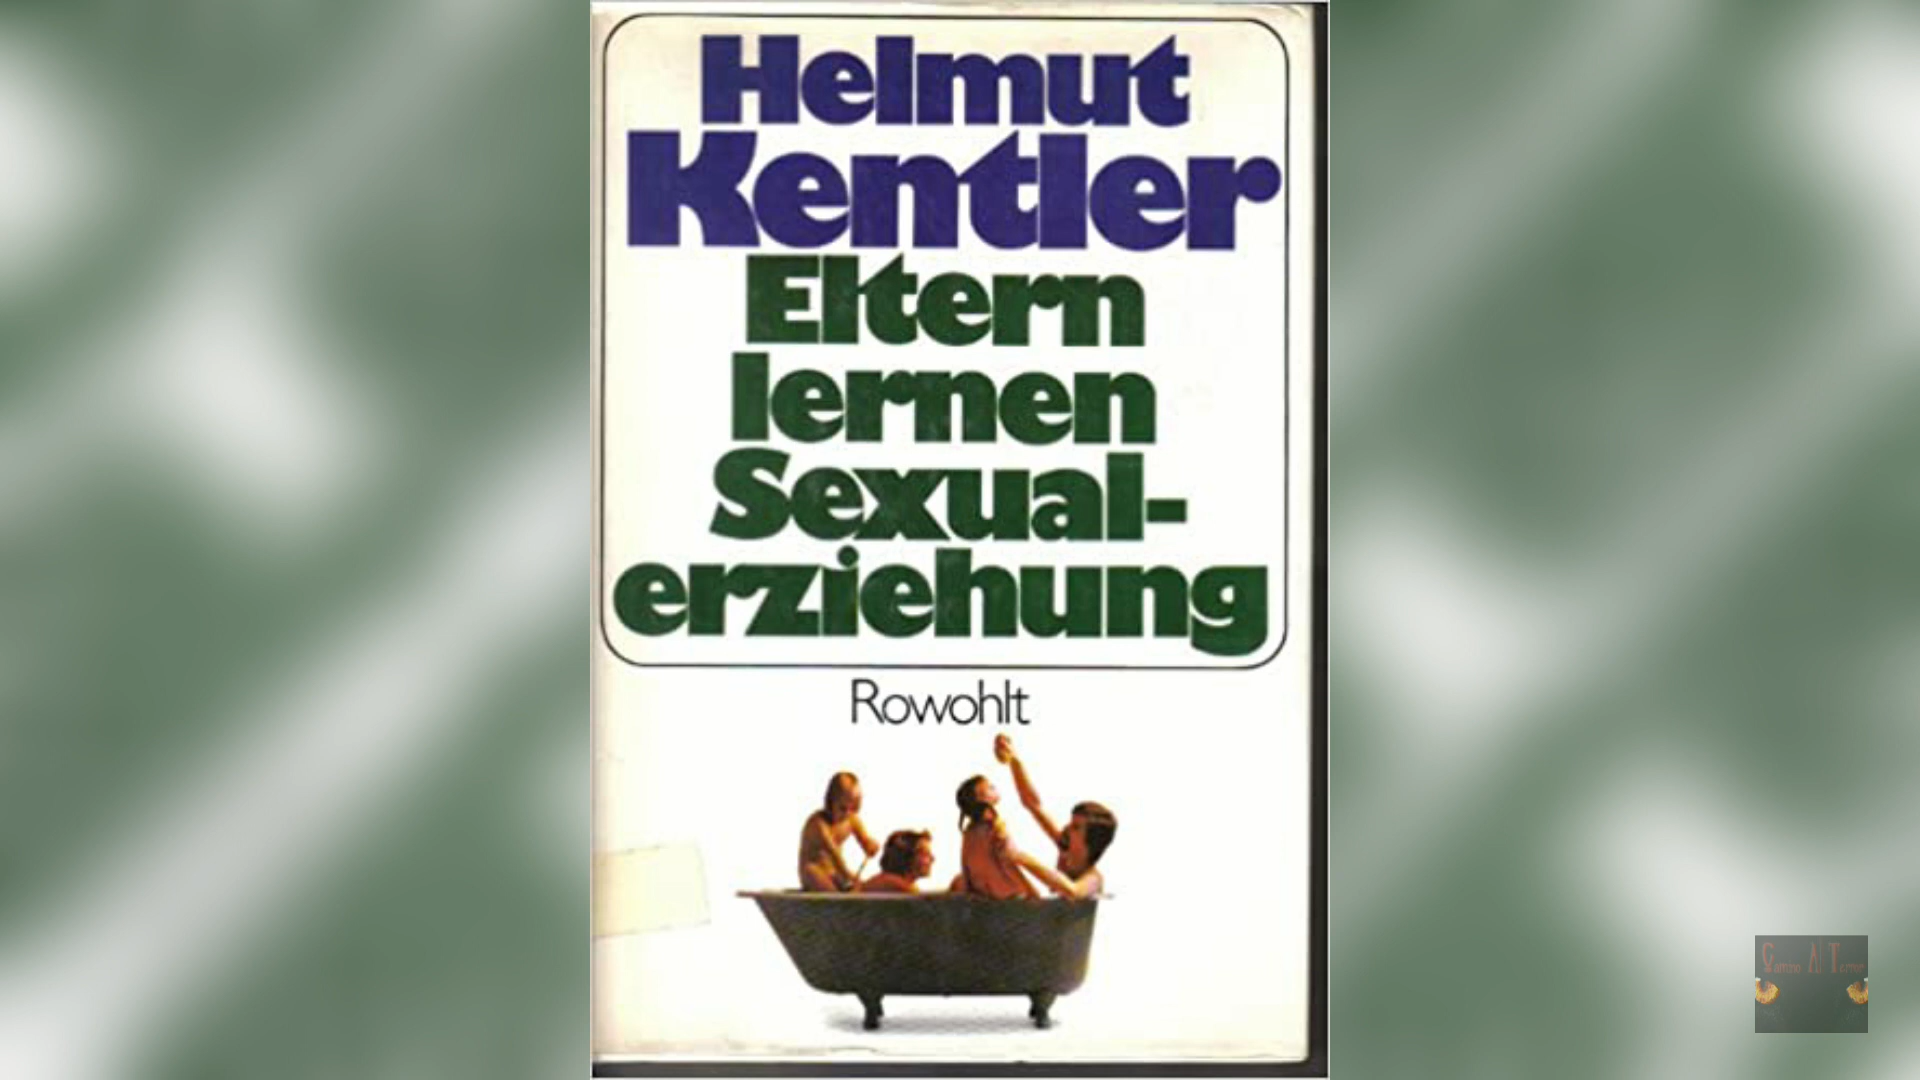 Helmut
Kentler
Eltern
lernen
Sexual-
erziehung
Rowohlt